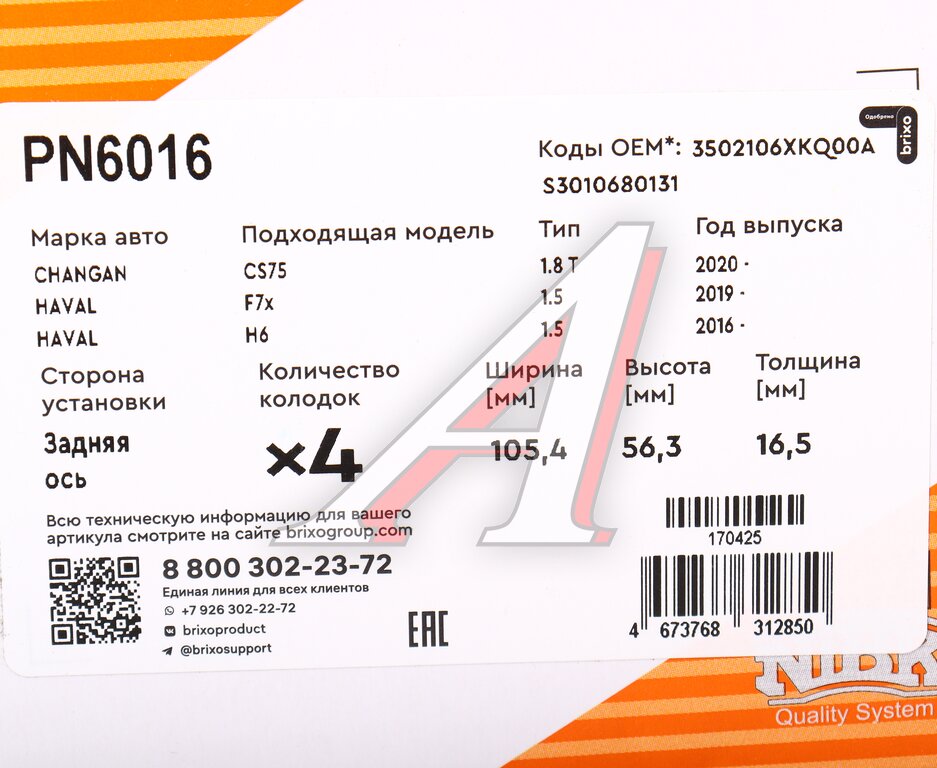 PN6016
Коды OEM*: 3502106XKQ00A
S3010680131
Одобрено
brixo
Марка авто Подходящая модель Тип Год выпуска
CHANGAN CS75 1.8 T 2020 -
HAVAL F7x 1.5 2019 -
HAVAL H6 1.5 2016 -
Сторона установки
Количество колодок
Ширина [мм]
Высота [мм]
Толщина [мм]
Задняя ось
×4
105,4
56,3
16,5
Всю техническую информацию для вашего
артикула смотрите на сайте brixogroup.com
8 800 302-23-72
Единая линия для всех клиентов
+7 926 302-22-72
brixoproduct
@brixosupport
EAC
170425
4 673768 312850
Quality System